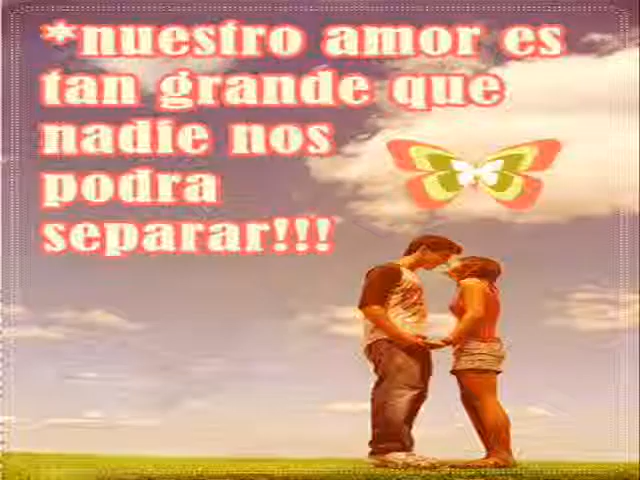 *nuestro amor es
tan grande que
nadie nos
podra
separar!!!